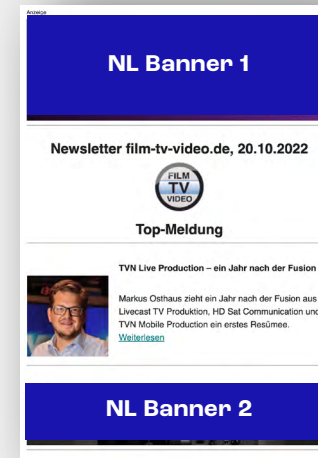 Anzeige
NL Banner 1
Newsletter film-tv-video.de, 20.10.2022
FILM
TV
VIDEO
Top-Meldung
TVN Live Production – ein Jahr nach der Fusion
Markus Osthaus zieht ein Jahr nach der Fusion aus
Livecast TV Produktion, HD Sat Communication und
TVN Mobile Production ein erstes Resümee.
Weiterlesen
NL Banner 2